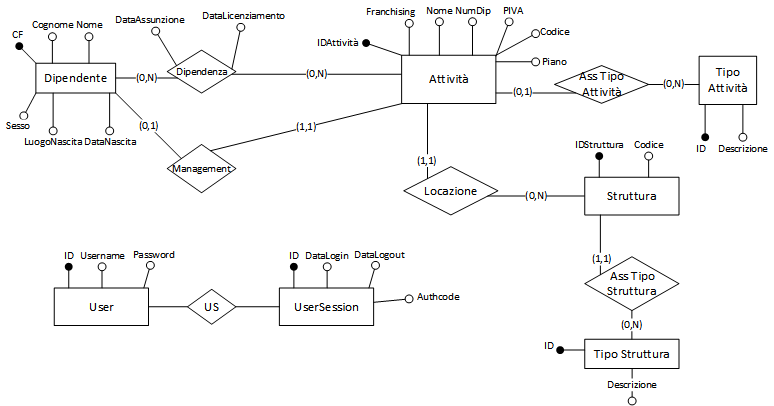 Franchising
Nome NumDip
PIVA
DataLicenziamento
DataAssunzione
Cognome Nome
CF
IDAttività
Codice
Piano
Dipendente
(0,N)
Dipendenza
(0,N)
Attività
(0,1)
Ass Tipo
Attività
(0,N)
Tipo
Attività
Sesso
LuogoNascita
DataNascita
(0,1)
(1,1)
ID
Descrizione
Management
(1,1)
IDStruttura
Codice
Locazione
(0,N)
Struttura
ID
Username
Password
ID
DataLogin
DataLogout
(1,1)
Ass Tipo
Struttura
User
US
UserSession
Authcode
(0,N)
ID
Tipo Struttura
Descrizione